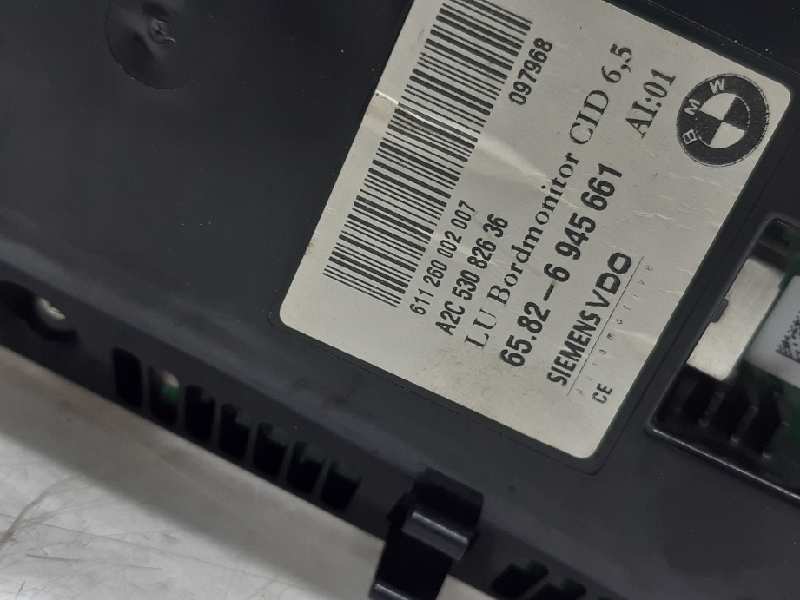 097968
611 260 002 007
A2C 530 826 36
LU Bordmonitor CID 6,5
65.82-6 945 661
AI:01
BMW
SIEMENS VDO
automotive
CE